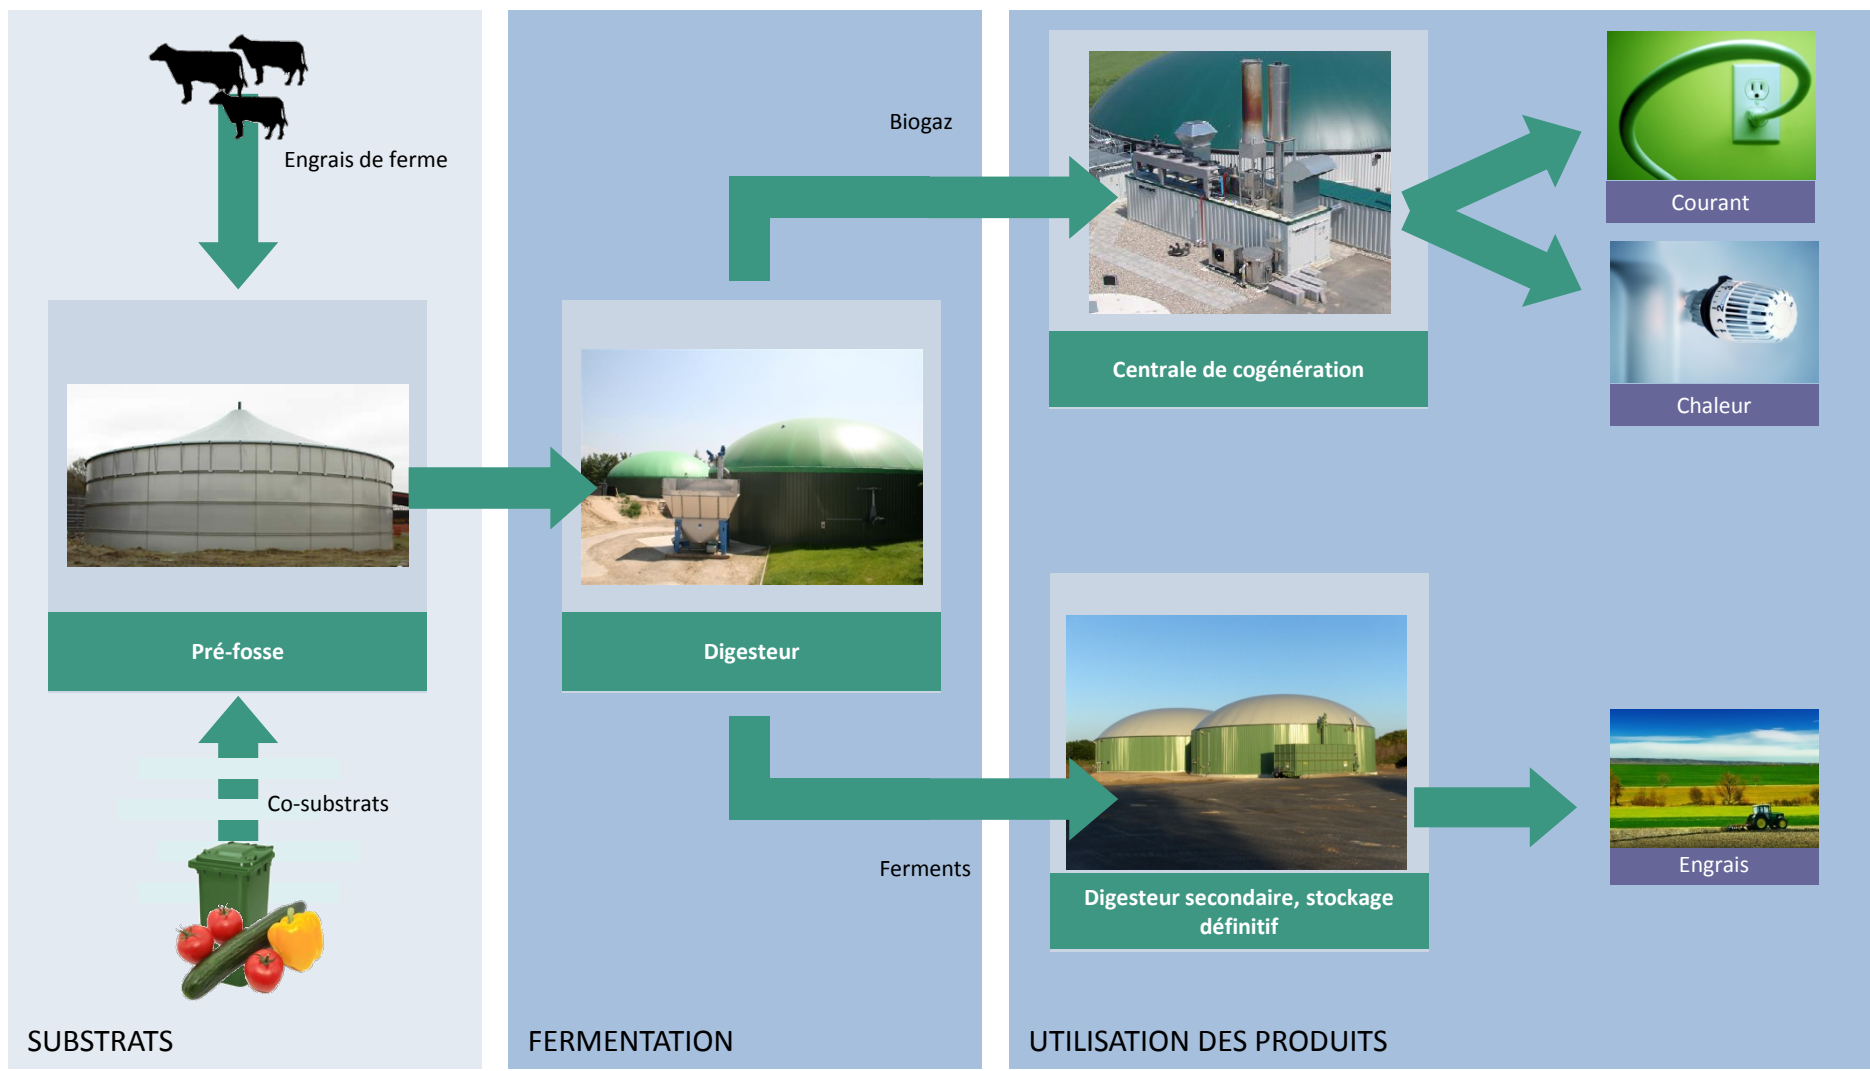 Engrais de ferme
Pré-fosse
Co-substrats
SUBSTRATS
Biogaz
Digesteur
Ferments
FERMENTATION
Centrale de cogénération
Courant
Chaleur
Digesteur secondaire, stockage
définitif
Engrais
UTILISATION DES PRODUITS